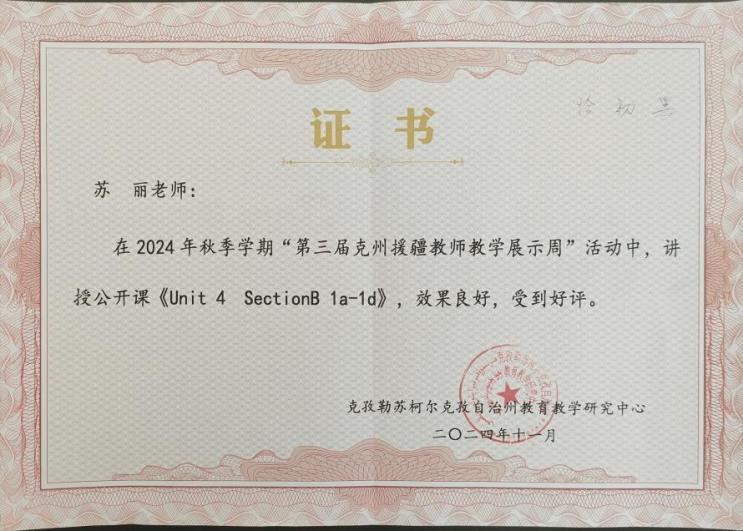 证书
苏 丽老师：
在2024年秋季学期“第三届克州援疆教师教学展示周”活动中，讲
授公开课《Unit 4 SectionB 1a-1d》，效果良好，受到好评。
克孜勒苏柯尔克孜自治州教育教学研究中心
二〇二四年十一月